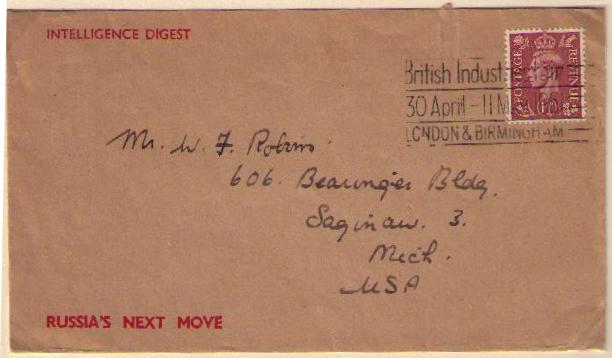 INTELLIGENCE DIGEST
POSTAGE REVENUE
British Indust
30 April - 11 M
LONDON & BIRMINGHAM
Mr. W. F. Robins.
606. Bearinger Bldg.
Saginaw. 3.
Mich.
USA
RUSSIA'S NEXT MOVE